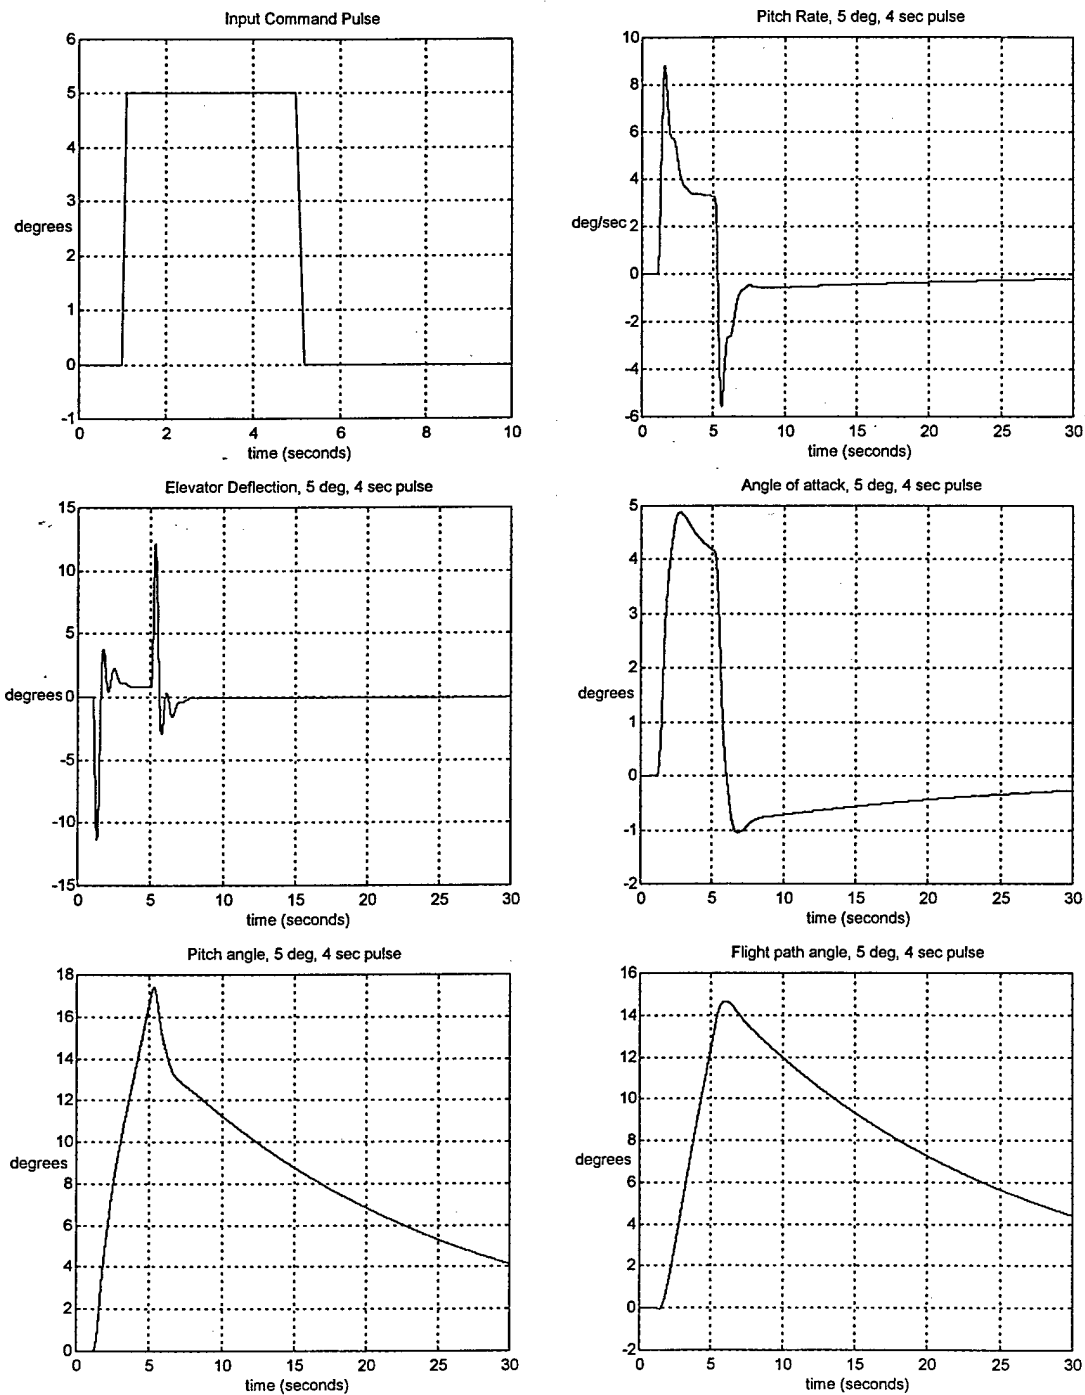 Input Command Pulse
6
5
4
3
degrees
2
1
0
-1
0 2 4 6 8 10
time (seconds)
Pitch Rate, 5 deg, 4 sec pulse
10
8
6
4
deg/sec 2
0
-2
-4
-6
0 5 10 15 20 25 30
time (seconds)
Elevator Deflection, 5 deg, 4 sec pulse
15
10
5
degrees 0
-5
-10
-15
0 5 10 15 20 25 30
time (seconds)
Angle of attack, 5 deg, 4 sec pulse
5
4
3
2
degrees
1
0
-1
-2
0 5 10 15 20 25 30
time (seconds)
Pitch angle, 5 deg, 4 sec pulse
18
16
14
12
10
degrees
8
6
4
2
0
0 5 10 15 20 25 30
time (seconds)
Flight path angle, 5 deg, 4 sec pulse
16
14
12
10
8
degrees
6
4
2
0
-2
0 5 10 15 20 25 30
time (seconds)